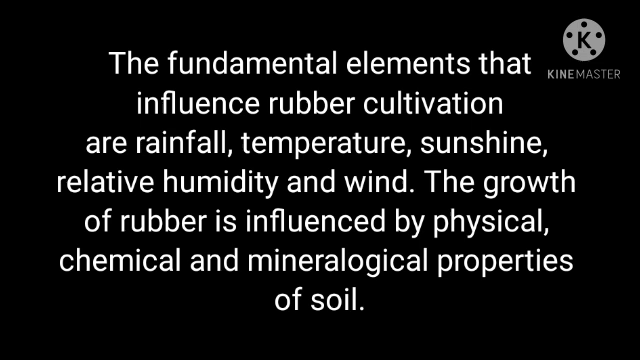 The fundamental elements that
influence rubber cultivation
are rainfall, temperature, sunshine,
relative humidity and wind. The growth
of rubber is influenced by physical,
chemical and mineralogical properties
of soil.
K
KINEMASTER